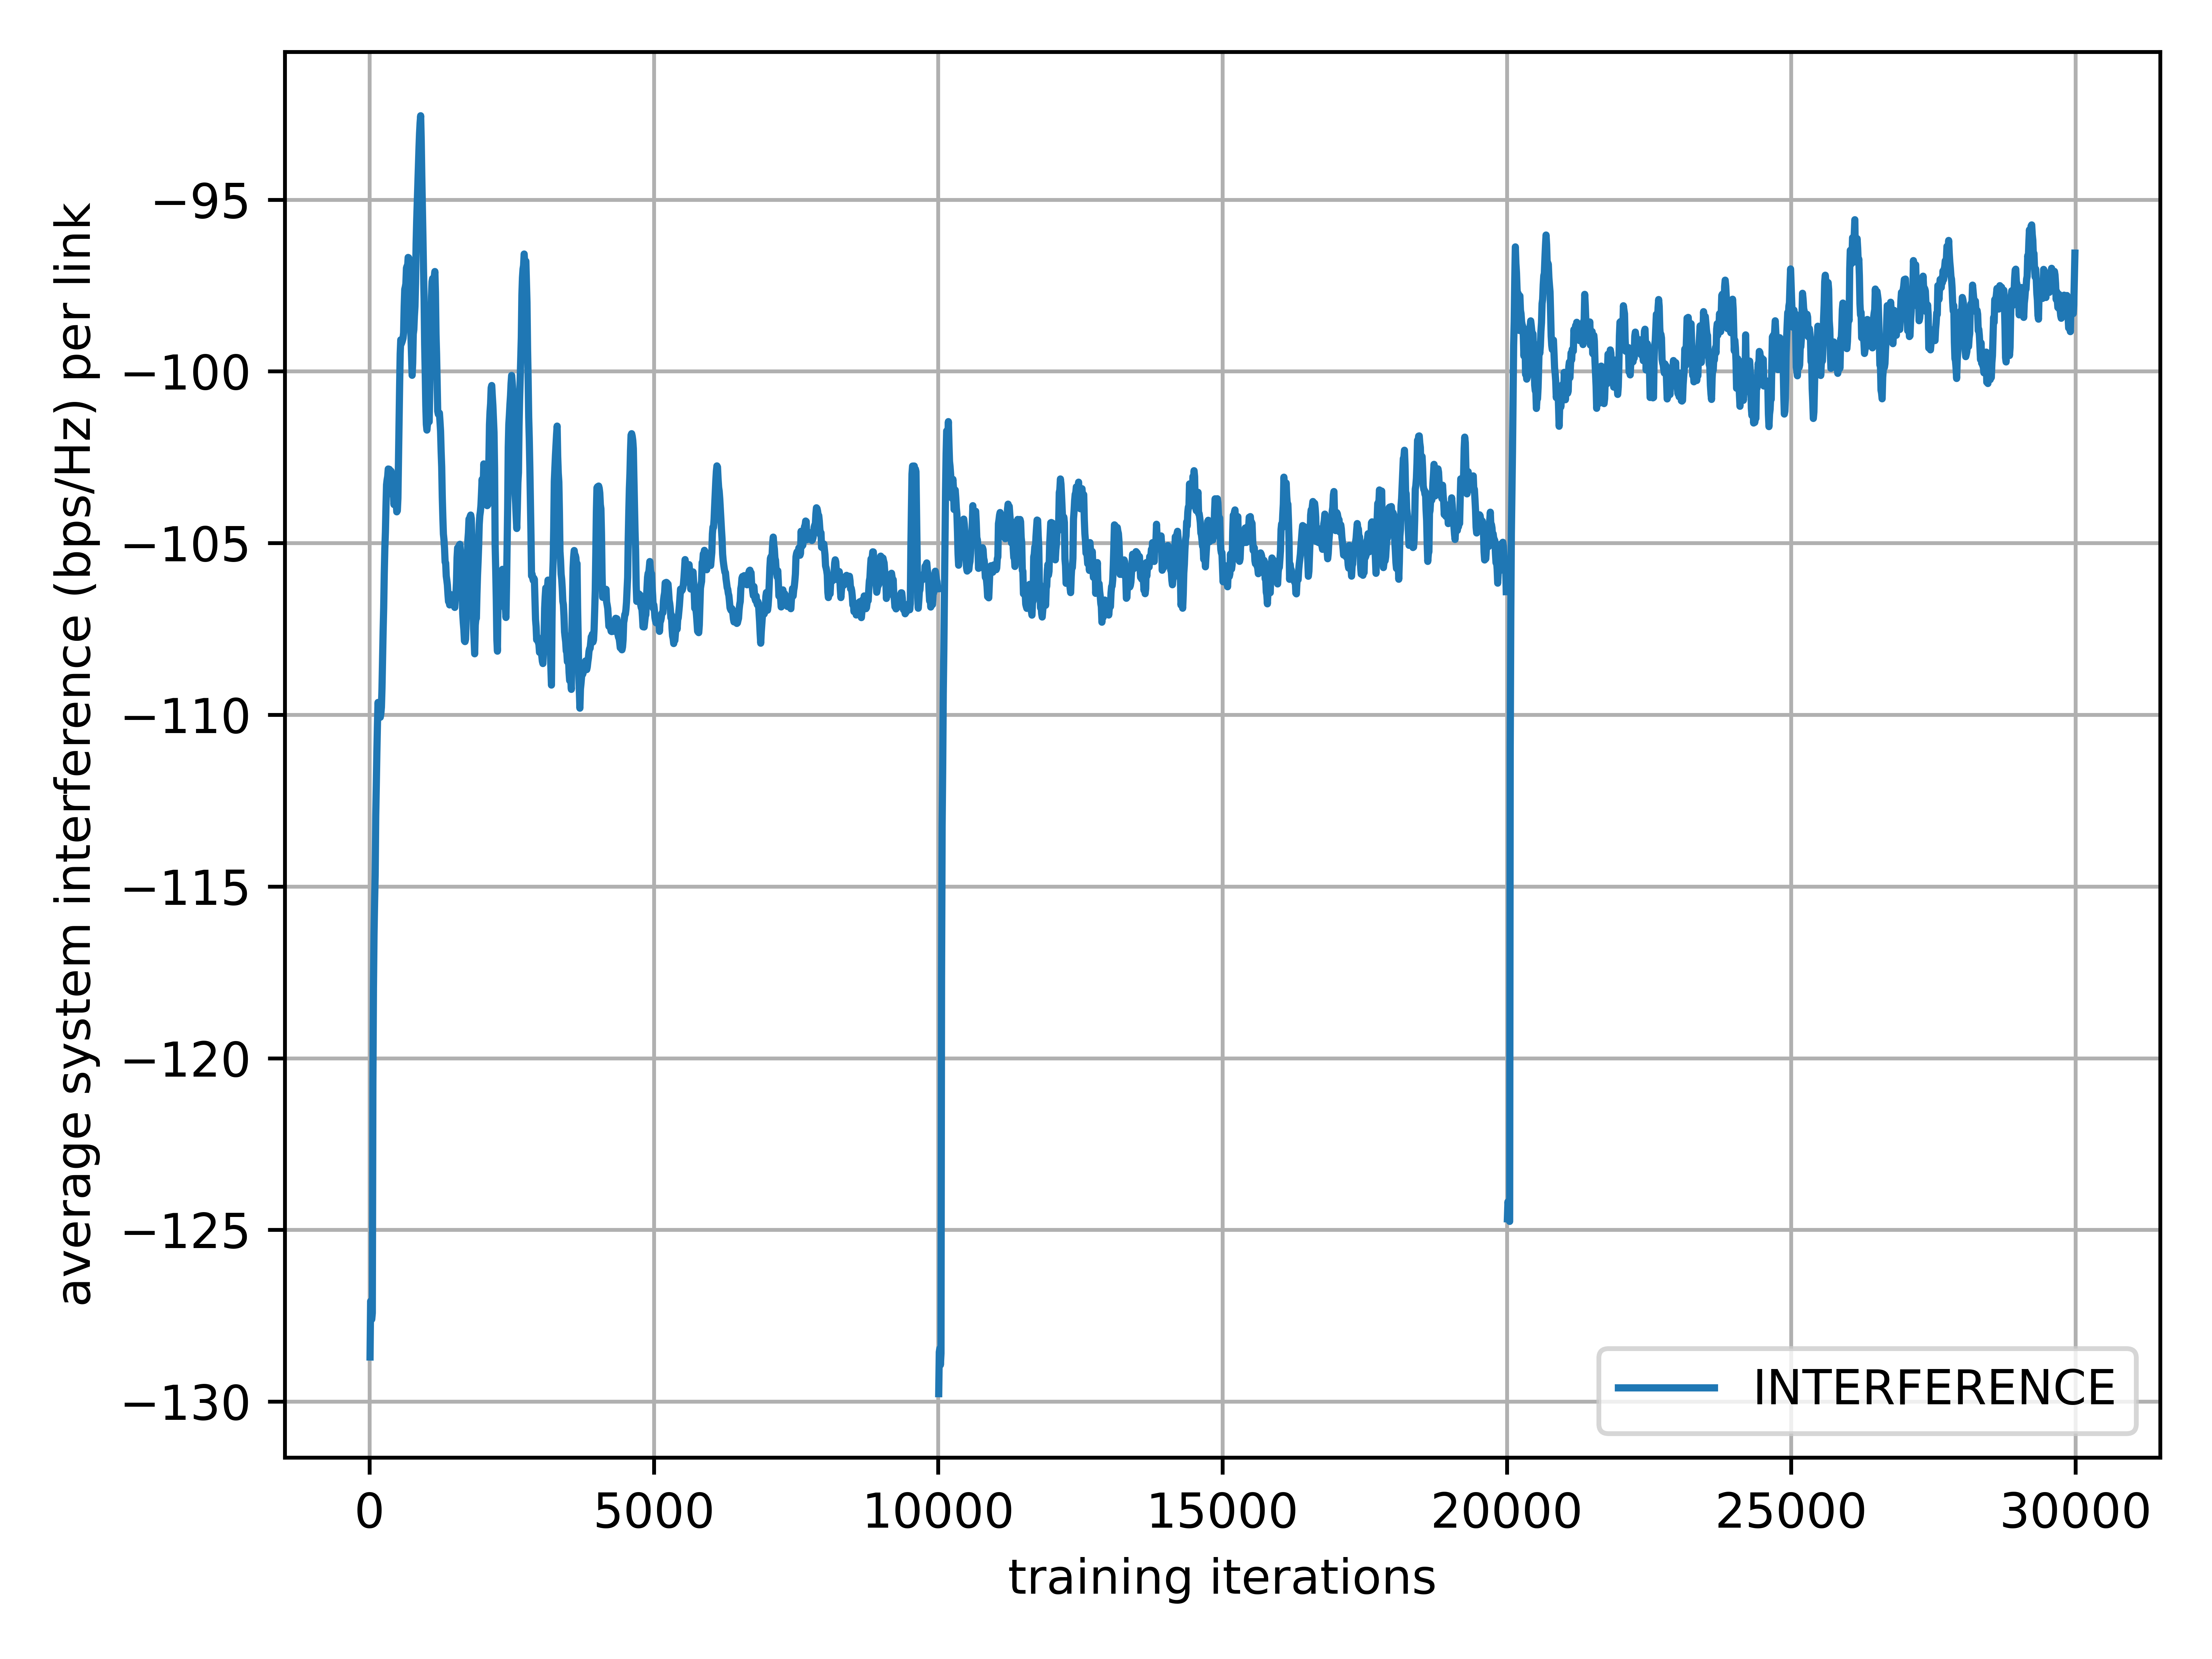 average system interference (bps/Hz) per link
−95
−100
−105
−110
−115
−120
−125
−130
INTERFERENCE
0 5000 10000 15000 20000 25000 30000
training iterations